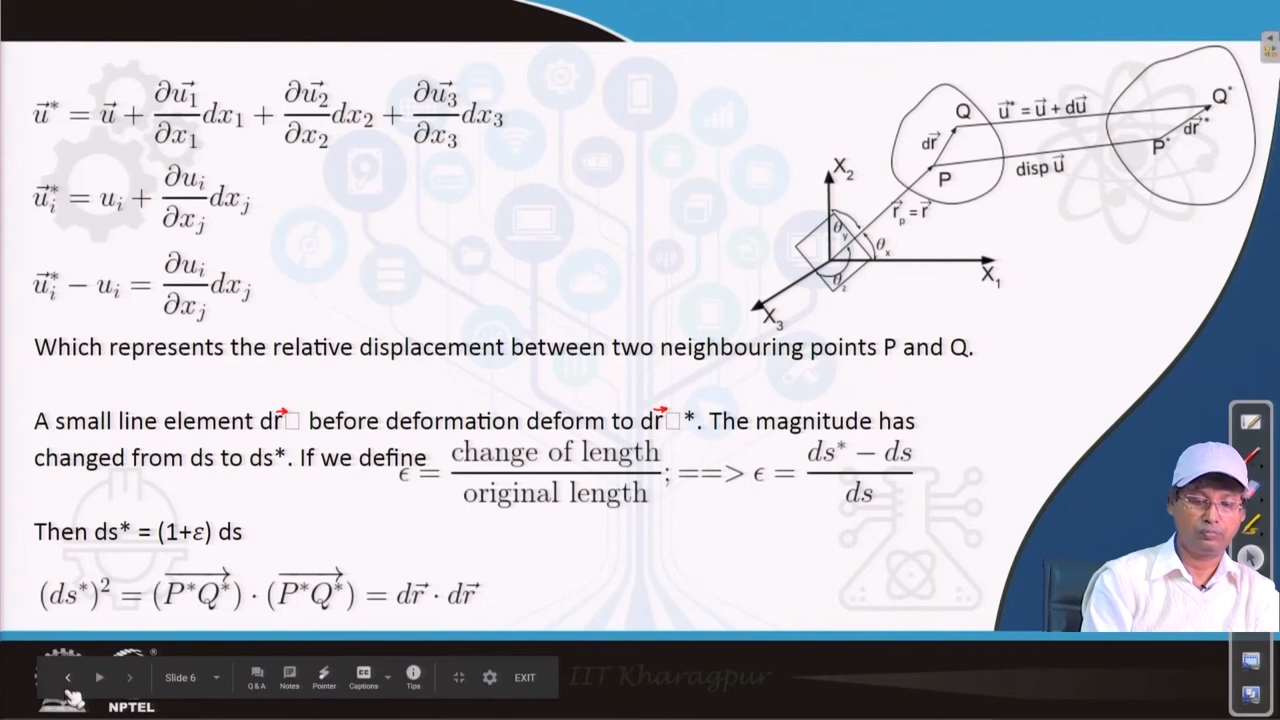 u⃗* = u⃗ + ∂u⃗₁/∂x₁ dx₁ + ∂u⃗₂/∂x₂ dx₂ + ∂u⃗₃/∂x₃ dx₃
u⃗ᵢ* = uᵢ + ∂uᵢ/∂xⱼ dxⱼ
u⃗ᵢ* − uᵢ = ∂uᵢ/∂xⱼ dxⱼ
Q u⃗* = u⃗ + du⃗ Q*
dr⃗ dr⃗*
P disp u⃗ P*
X₂
r⃗ₚ = r⃗
θᵧ θₓ
θ_z
X₁
X₃
Which represents the relative displacement between two neighbouring points P and Q.
A small line element dr⃗□ before deformation deform to dr⃗□*. The magnitude has
changed from ds to ds*. If we define ϵ = change of length / original length ; ==> ϵ = ds* − ds / ds
Then ds* = (1+ε) ds
(ds*)² = (P*Q*)⃗ · (P*Q*)⃗ = dr⃗ · dr⃗
Slide 6
Q & A Notes Pointer Captions Tips EXIT
CC
IIT Kharagpur
NPTEL